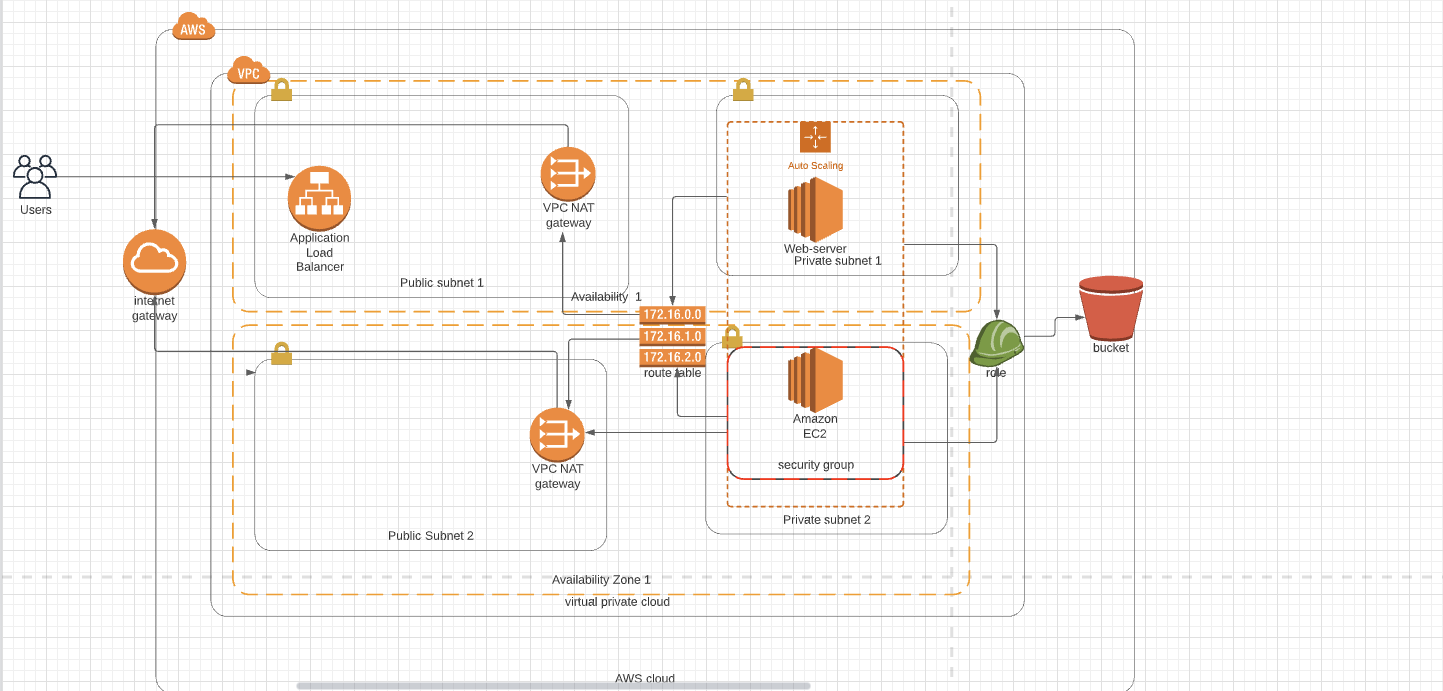 AWS
VPC
Users
Auto Scaling
VPC NAT
gateway
Application
Load
Balancer
Web-server
Private subnet 1
Public subnet 1
Availability 1
internet
gateway
172.16.0.0
172.16.1.0
172.16.2.0
route table
role
bucket
Amazon
EC2
security group
VPC NAT
gateway
Private subnet 2
Public Subnet 2
Availability Zone 1
virtual private cloud
AWS cloud